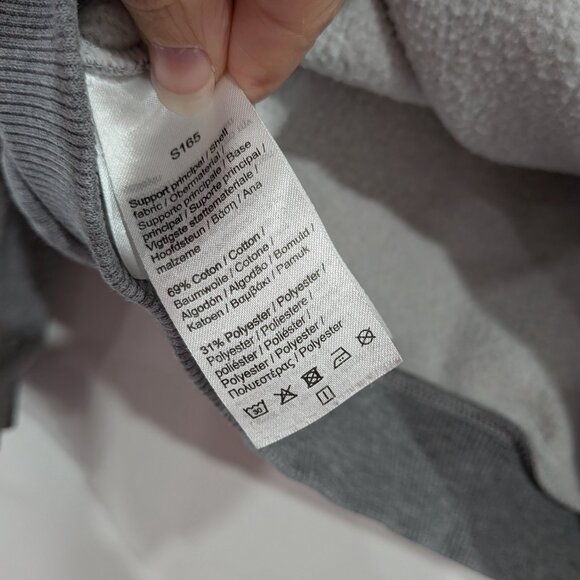 S165
Support principal / Shell
fabric / Obermaterial / Base
Supporto principale /
principal / Suporte principal /
Vigtigste støttemateriale /
Hoofdsteun / Βάση / Ana
malzeme
69% Coton / Cotton /
Baumwolle / Cotone /
Algodón / Algodão / Bomuld /
Katoen / Βαμβάκι / Pamuk
31% Polyester / Polyester /
Polyester / Poliestere /
poliéster / Poliéster /
Polyester / Polyester /
Πολυεστέρας / Polyester
30